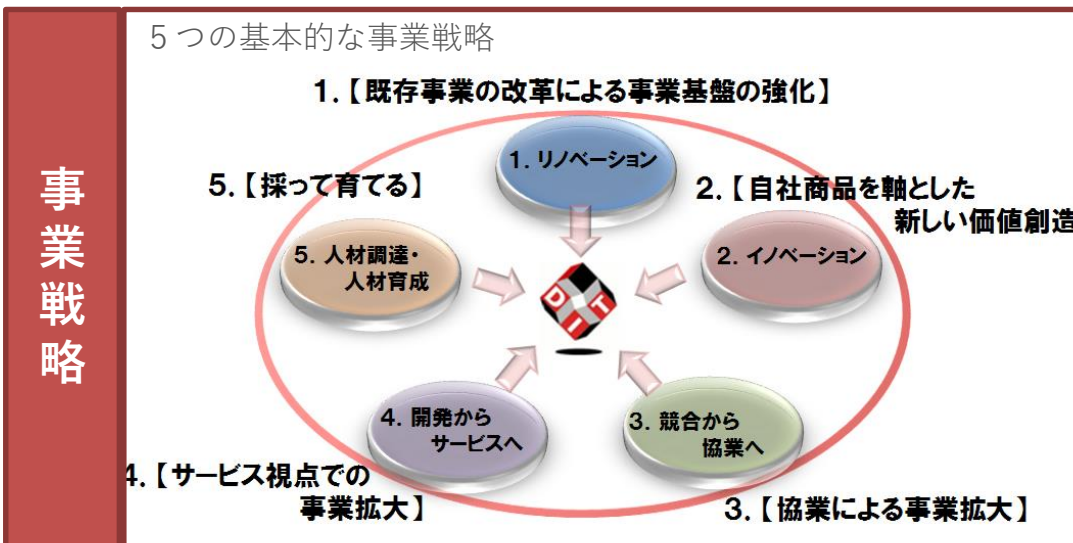 事業戦略
５つの基本的な事業戦略
1.【既存事業の改革による事業基盤の強化】
1. リノベーション
5.【採って育てる】
2.【自社商品を軸とした
新しい価値創造
5. 人材調達・
人材育成
2. イノベーション
DIT
4. 開発から
サービスへ
3. 競合から
協業へ
4.【サービス視点での
事業拡大】
3.【協業による事業拡大】